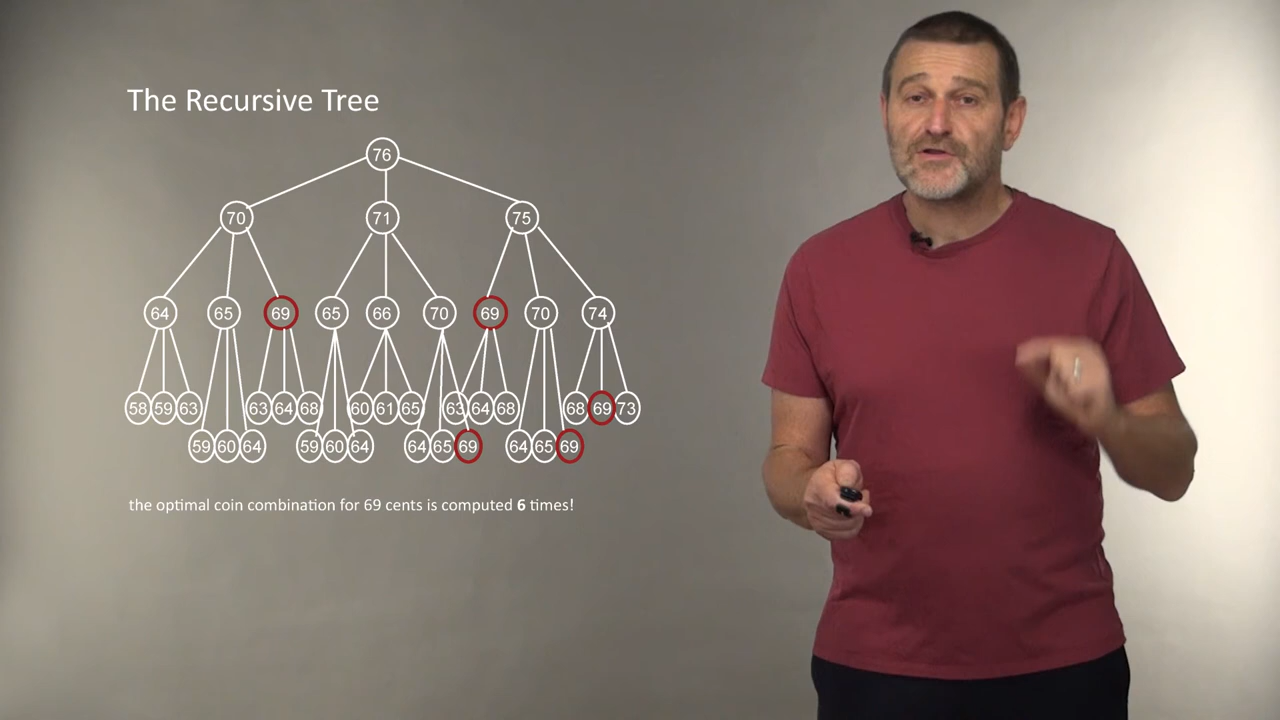 The Recursive Tree
76
70 71 75
64 65 69 65 66 70 69 70 74
58 59 63 63 64 68 60 61 65 63 64 68 68 69 73
59 60 64 59 60 64 64 65 69 64 65 69
the optimal coin combination for 69 cents is computed 6 times!